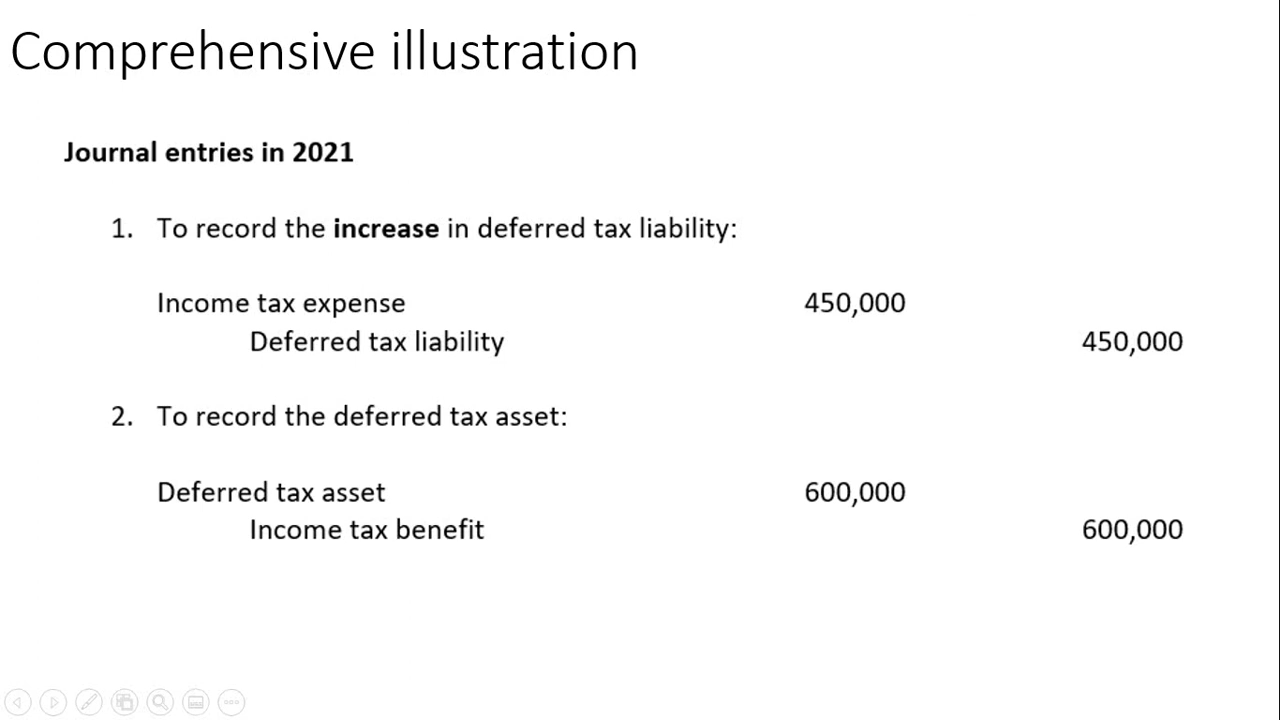 Comprehensive illustration
Journal entries in 2021
1. To record the increase in deferred tax liability:
Income tax expense 450,000
Deferred tax liability 450,000
2. To record the deferred tax asset:
Deferred tax asset 600,000
Income tax benefit 600,000